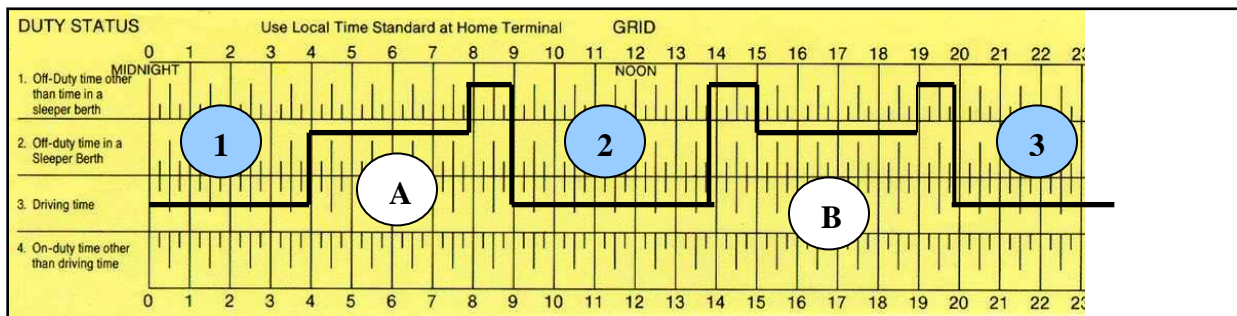 DUTY STATUS Use Local Time Standard at Home Terminal GRID
0 1 2 3 4 5 6 7 8 9 10 11 12 13 14 15 16 17 18 19 20 21 22
MIDNIGHT NOON
1. Off-Duty time other
than time in a
sleeper berth
2. Off-duty time in a
Sleeper Berth
3. Driving time
4. On-duty time other
than driving time
1
2
3
A
B
0 1 2 3 4 5 6 7 8 9 10 11 12 13 14 15 16 17 18 19 20 21 22